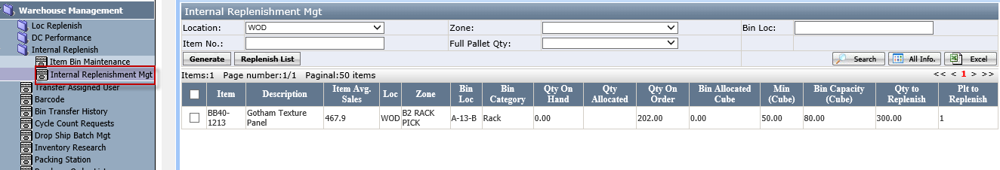 Warehouse Management
Loc Replenish
DC Performance
Internal Replenish
Item Bin Maintenance
Internal Replenishment Mgt
Transfer Assigned User
Barcode
Bin Transfer History
Cycle Count Requests
Drop Ship Batch Mgt
Inventory Research
Packing Station
Internal Replenishment Mgt
Location: WOD Zone: Bin Loc:
Item No.: Full Pallet Qty:
Generate Replenish List Search All Info. Excel
Items:1 Page number:1/1 Paginal:50 items << < 1 > >>
Item Description Item Avg. Sales Loc Zone Bin Loc Bin Category Qty On Hand Qty Allocated Qty On Order Bin Allocated Cube Min (Cube) Bin Capacity (Cube) Qty to Replenish Plt to Replenish
BB40-1213 Gotham Texture Panel 467.9 WOD B2 RACK PICK A-13-B Rack 0.00 202.00 0.00 50.00 80.00 300.00 1